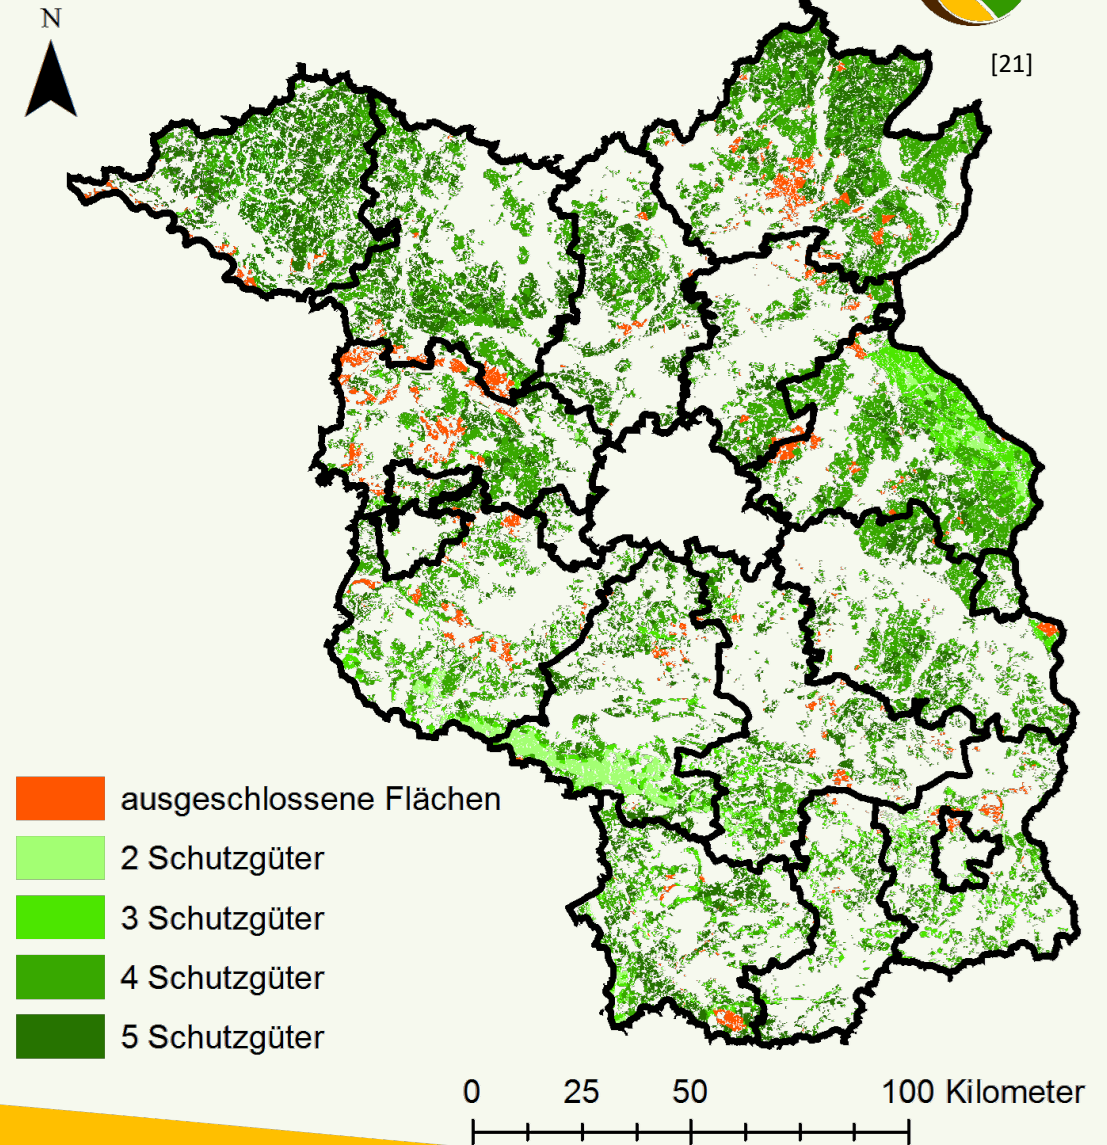 N
[21]
ausgeschlossene Flächen
2 Schutzgüter
3 Schutzgüter
4 Schutzgüter
5 Schutzgüter
0 25 50 100 Kilometer